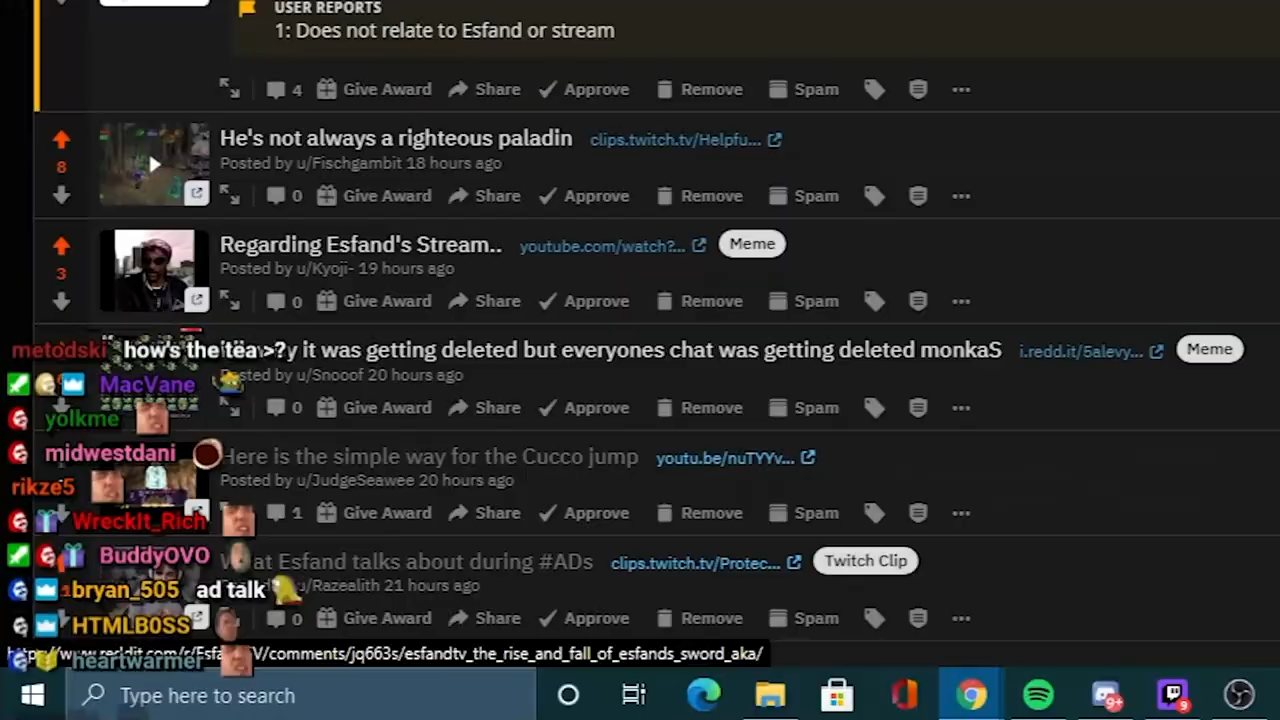 USER REPORTS
1: Does not relate to Esfand or stream
4 Give Award Share Approve Remove Spam
He's not always a righteous paladin clips.twitch.tv/Helpfu...
8
Posted by u/Fischgambit 18 hours ago
0 Give Award Share Approve Remove Spam
Regarding Esfand's Stream.. youtube.com/watch?... Meme
3
Posted by u/Kyoji- 19 hours ago
0 Give Award Share Approve Remove Spam
metodski how's the tea >? it was getting deleted but everyones chat was getting deleted monkaS i.redd.it/5alevy... Meme
MacVane by u/Snooof 20 hours ago
yolkme 0 Give Award Share Approve Remove Spam
midwestdani Here is the simple way for the Cucco jump youtu.be/nuTYYv...
rikze5 Posted by u/JudgeSeawee 20 hours ago
WreckIt_Rich 1 Give Award Share Approve Remove Spam
BuddyOVO Esfand talks about during #ADs clips.twitch.tv/Protec... Twitch Clip
bryan_505 ad talk u/Razealith 21 hours ago
HTMLB0SS 0 Give Award Share Approve Remove Spam
/comments/jq663s/esfandtv_the_rise_and_fall_of_esfands_sword_aka/
heartwarmer
Type here to search 9+ 9